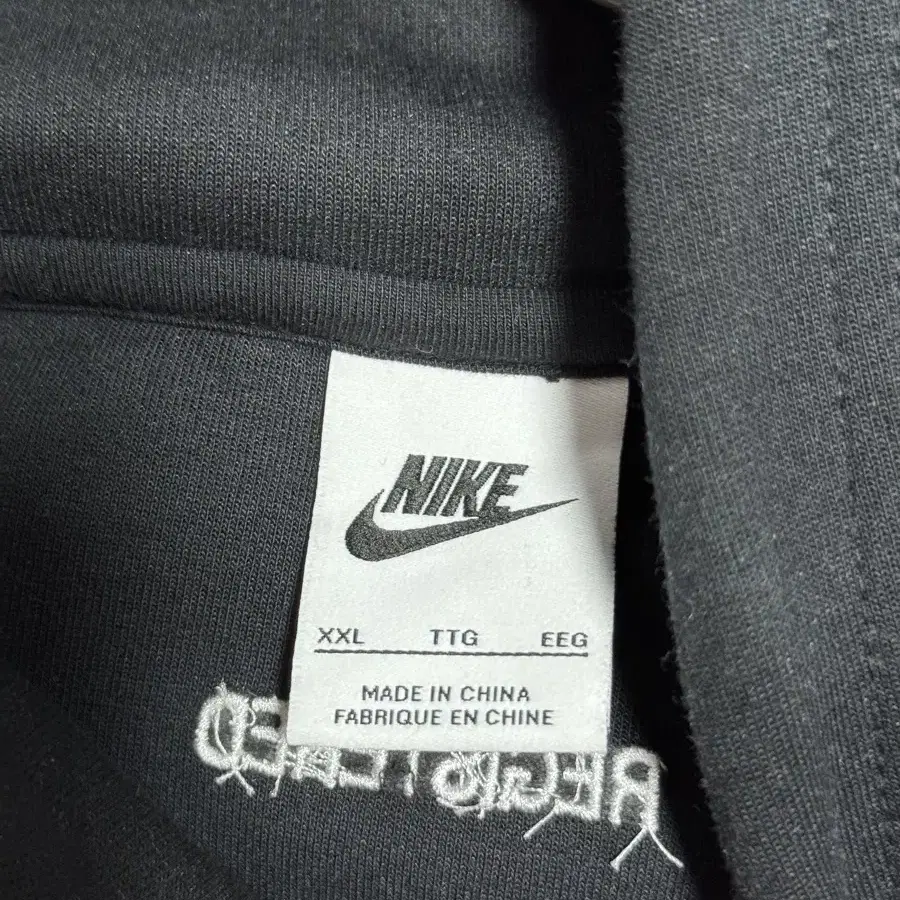 NIKE
XXL TTG EEG
MADE IN CHINA
FABRIQUE EN CHINE